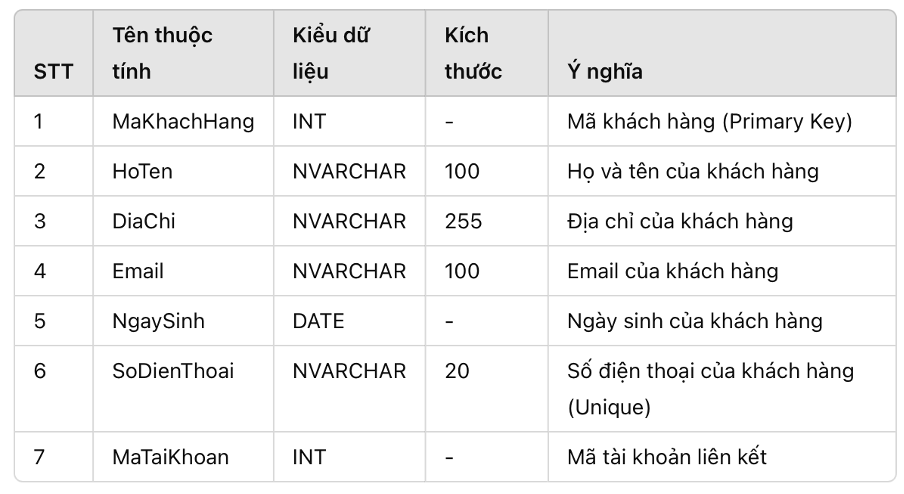 STT Tên thuộc tính Kiểu dữ liệu Kích thước Ý nghĩa
1 MaKhachHang INT - Mã khách hàng (Primary Key)
2 HoTen NVARCHAR 100 Họ và tên của khách hàng
3 DiaChi NVARCHAR 255 Địa chỉ của khách hàng
4 Email NVARCHAR 100 Email của khách hàng
5 NgaySinh DATE - Ngày sinh của khách hàng
6 SoDienThoai NVARCHAR 20 Số điện thoại của khách hàng (Unique)
7 MaTaiKhoan INT - Mã tài khoản liên kết